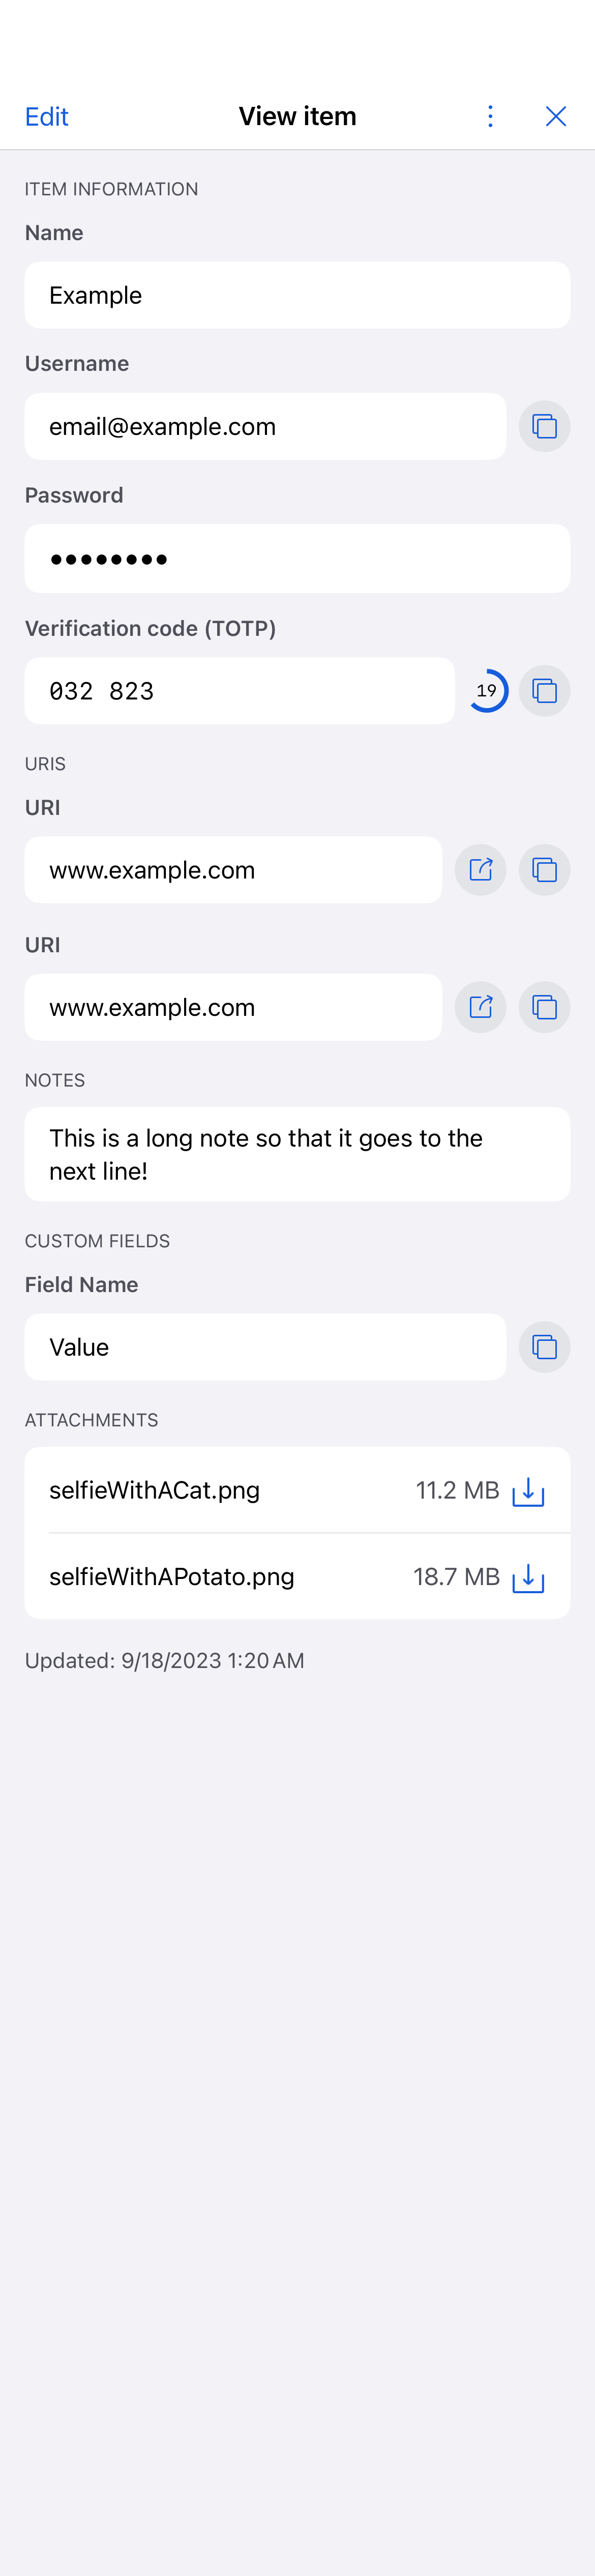 Edit View item
ITEM INFORMATION
Name
Example
Username
email@example.com
Password
••••••••
Verification code (TOTP)
032 823 19
URIS
URI
www.example.com
URI
www.example.com
NOTES
This is a long note so that it goes to the
next line!
CUSTOM FIELDS
Field Name
Value
ATTACHMENTS
selfieWithACat.png 11.2 MB
selfieWithAPotato.png 18.7 MB
Updated: 9/18/2023 1:20 AM